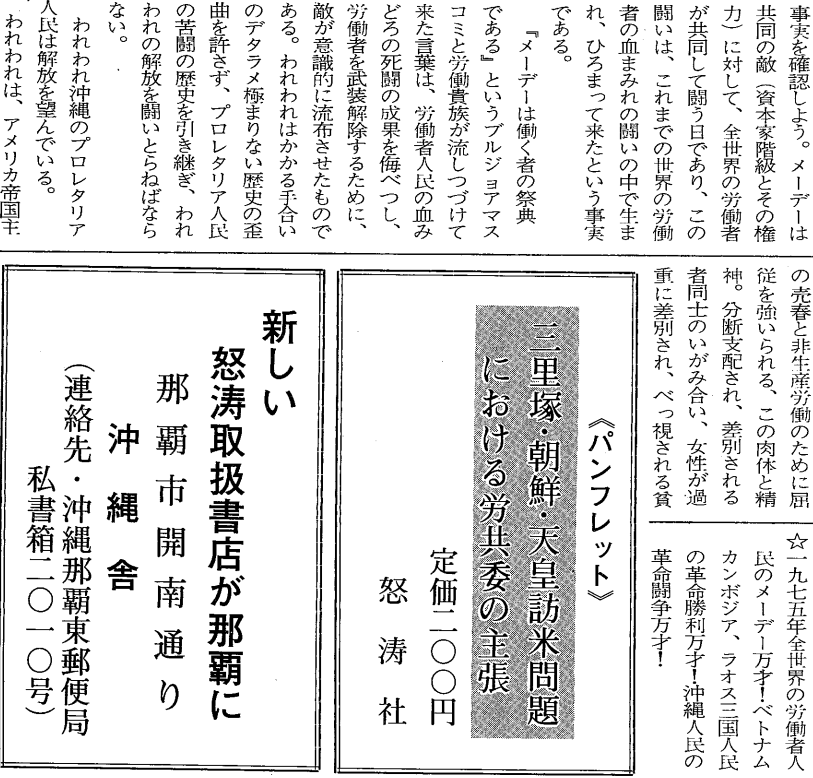 事実を確認しよう。メーデーは
共同の敵（資本家階級とその権
力）に対して、全世界の労働者
が共同して闘う日であり、この
闘いは、これまでの世界の労働
者の血まみれの闘いの中で生ま
れ、ひろまって来たという事実
である。
『メーデーは働く者の祭典
である』というブルジョアマス
コミと労働貴族が流しつづけて
来た言葉は、労働者人民の血み
どろの死闘の成果を侮べつし、
労働者を武装解除するために、
敵が意識的に流布させたもので
ある。われわれはかかる手合い
のデタラメ極まりない歴史の歪
曲を許さず、プロレタリア人民
の苦闘の歴史を引き継ぎ、われ
われの解放を闘いとらねばなら
ない。
われわれ沖縄のプロレタリア
人民は解放を望んでいる。
われわれは、アメリカ帝国主
の売春と非生産労働のために屈
従を強いられる、この肉体と精
神。分断支配され、差別される
者同士のいがみ合い、女性が過
重に差別され、べっ視される貧
☆一九七五年全世界の労働者人
民のメーデー万才！ベトナム
カンボジア、ラオス三国人民
の革命勝利万才！沖縄人民の
革命闘争万才！
《パンフレット》
三里塚・朝鮮・天皇訪米問題
における労共委の主張
定価二〇〇円
怒涛社
新しい
怒涛取扱書店が那覇に
那覇市開南通り
沖縄舎
（連絡先・沖縄那覇東郵便局
私書箱二〇一〇号）